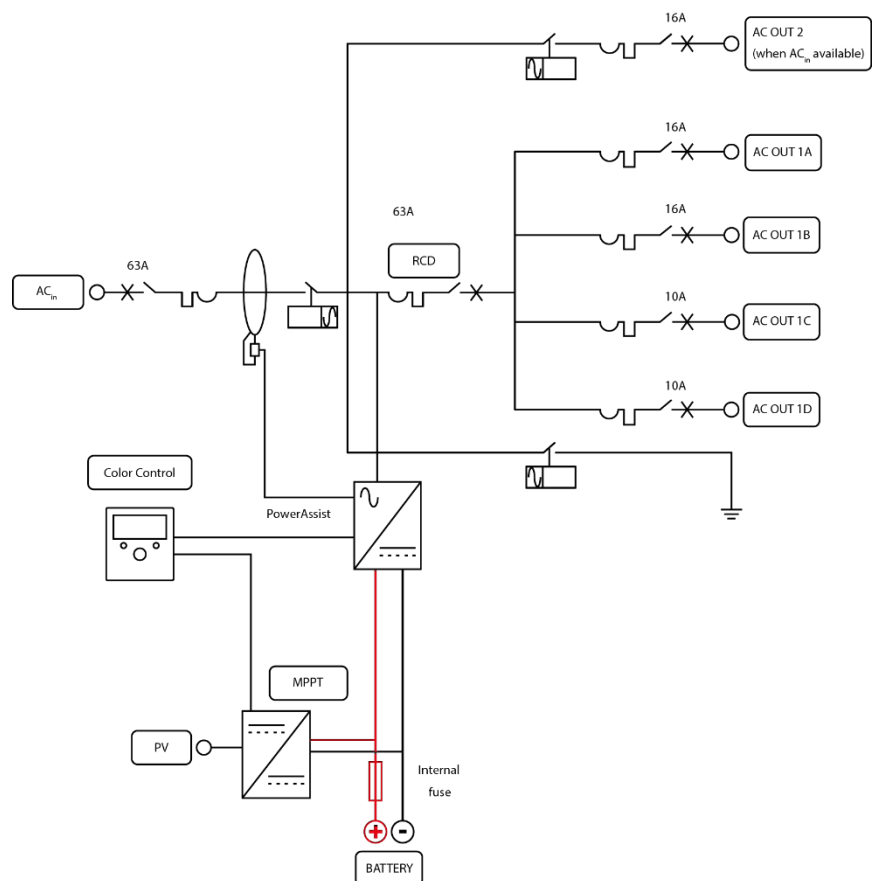 16A
AC OUT 2
(when ACin available)
16A
AC OUT 1A
16A
AC OUT 1B
63A
RCD
63A
ACin
10A
AC OUT 1C
10A
AC OUT 1D
Color Control
PowerAssist
MPPT
PV
Internal
fuse
+ -
BATTERY